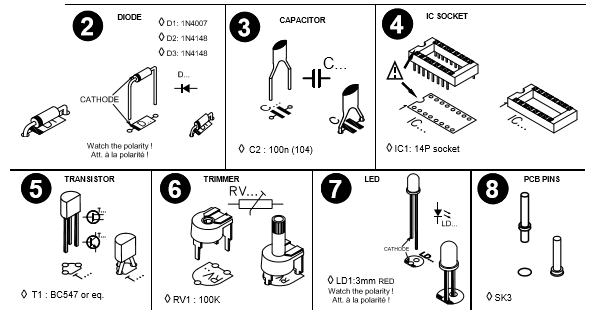 2
DIODE
◊ D1: 1N4007
◊ D2: 1N4148
◊ D3: 1N4148
D...
CATHODE
Watch the polarity !
Att. à la polarité !
3
CAPACITOR
C...
C...
◊ C2 : 100n (104)
4
IC SOCKET
IC...
IC...
◊ IC1: 14P socket
5
TRANSISTOR
T...
T...
T...
T...
◊ T1 : BC547 or eq.
6
TRIMMER
RV...
RV...
◊ RV1 : 100K
7
LED
LD...
CATHODE
◊ LD1:3mm RED
Watch the polarity !
Att. à la polarité !
8
PCB PINS
◊ SK3